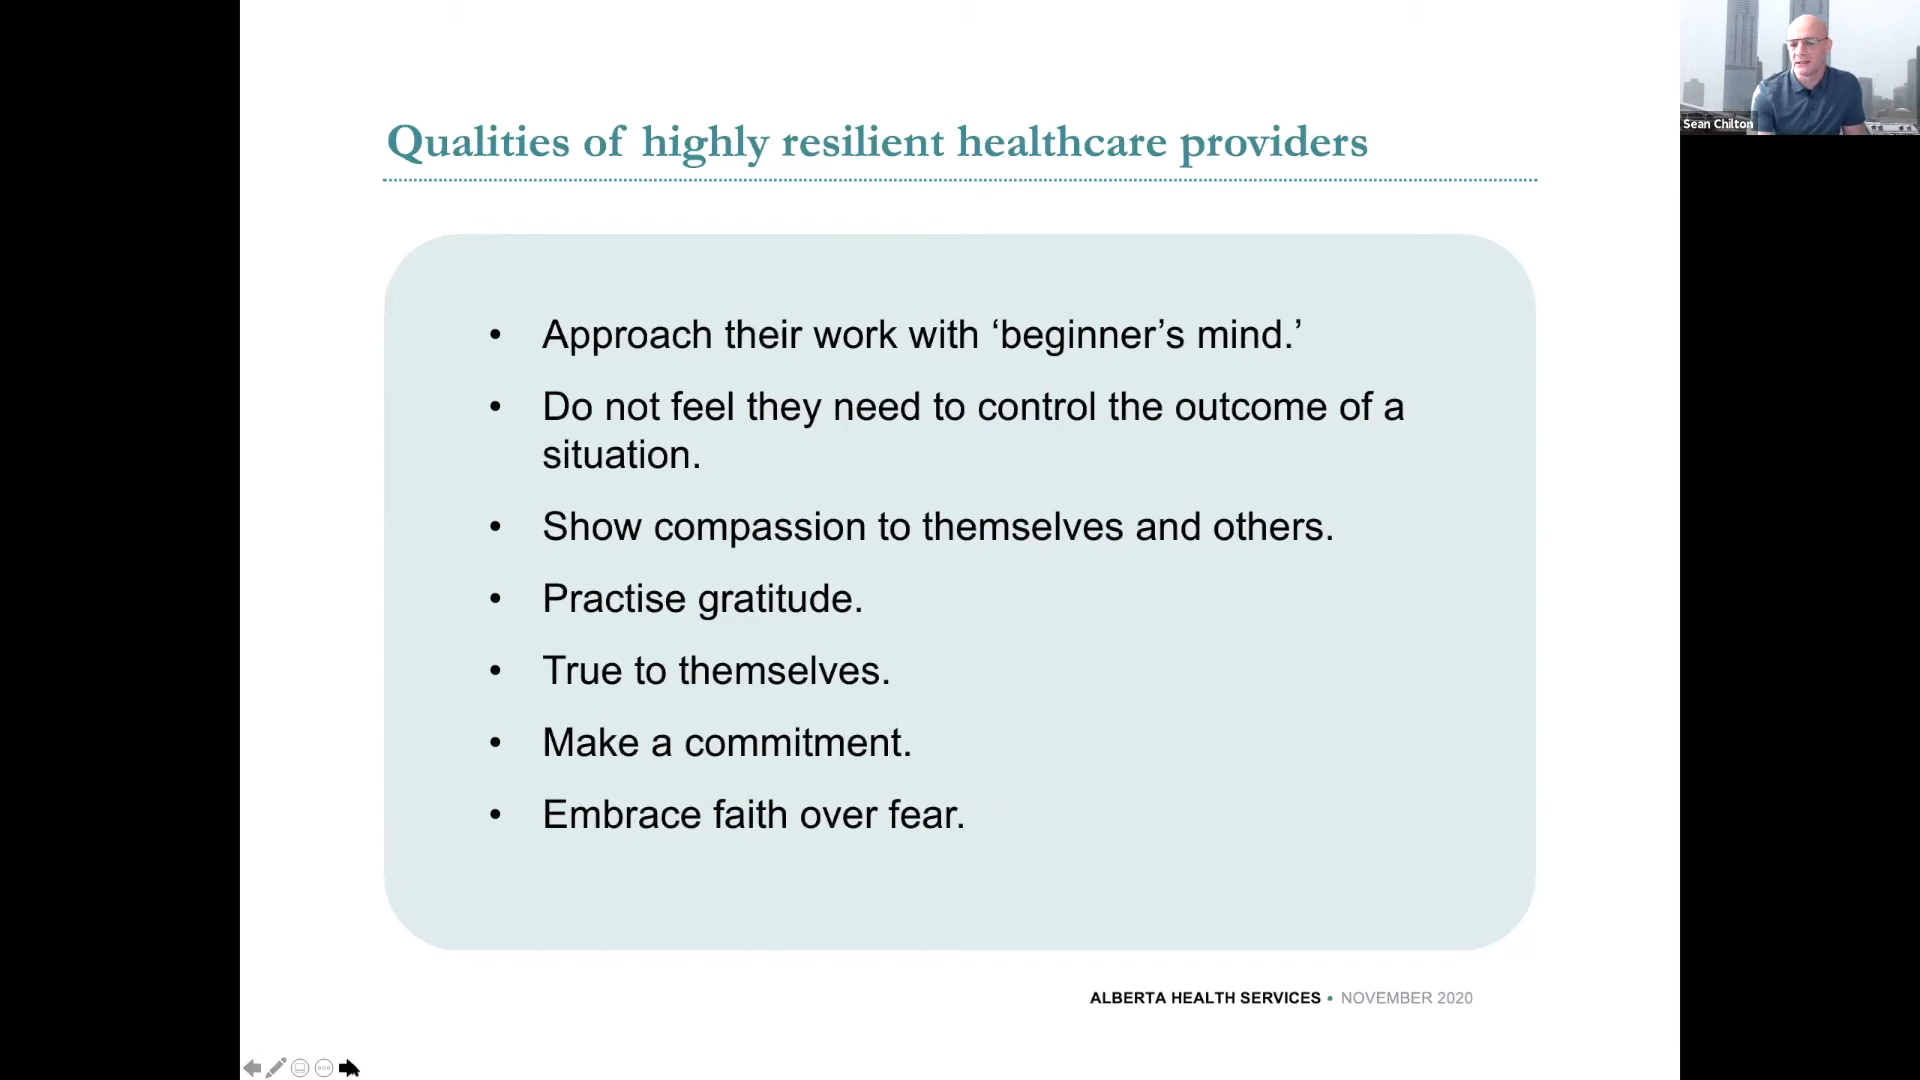 Qualities of highly resilient healthcare providers
Sean Chilton
• Approach their work with ‘beginner’s mind.’
• Do not feel they need to control the outcome of a
situation.
• Show compassion to themselves and others.
• Practise gratitude.
• True to themselves.
• Make a commitment.
• Embrace faith over fear.
ALBERTA HEALTH SERVICES • NOVEMBER 2020